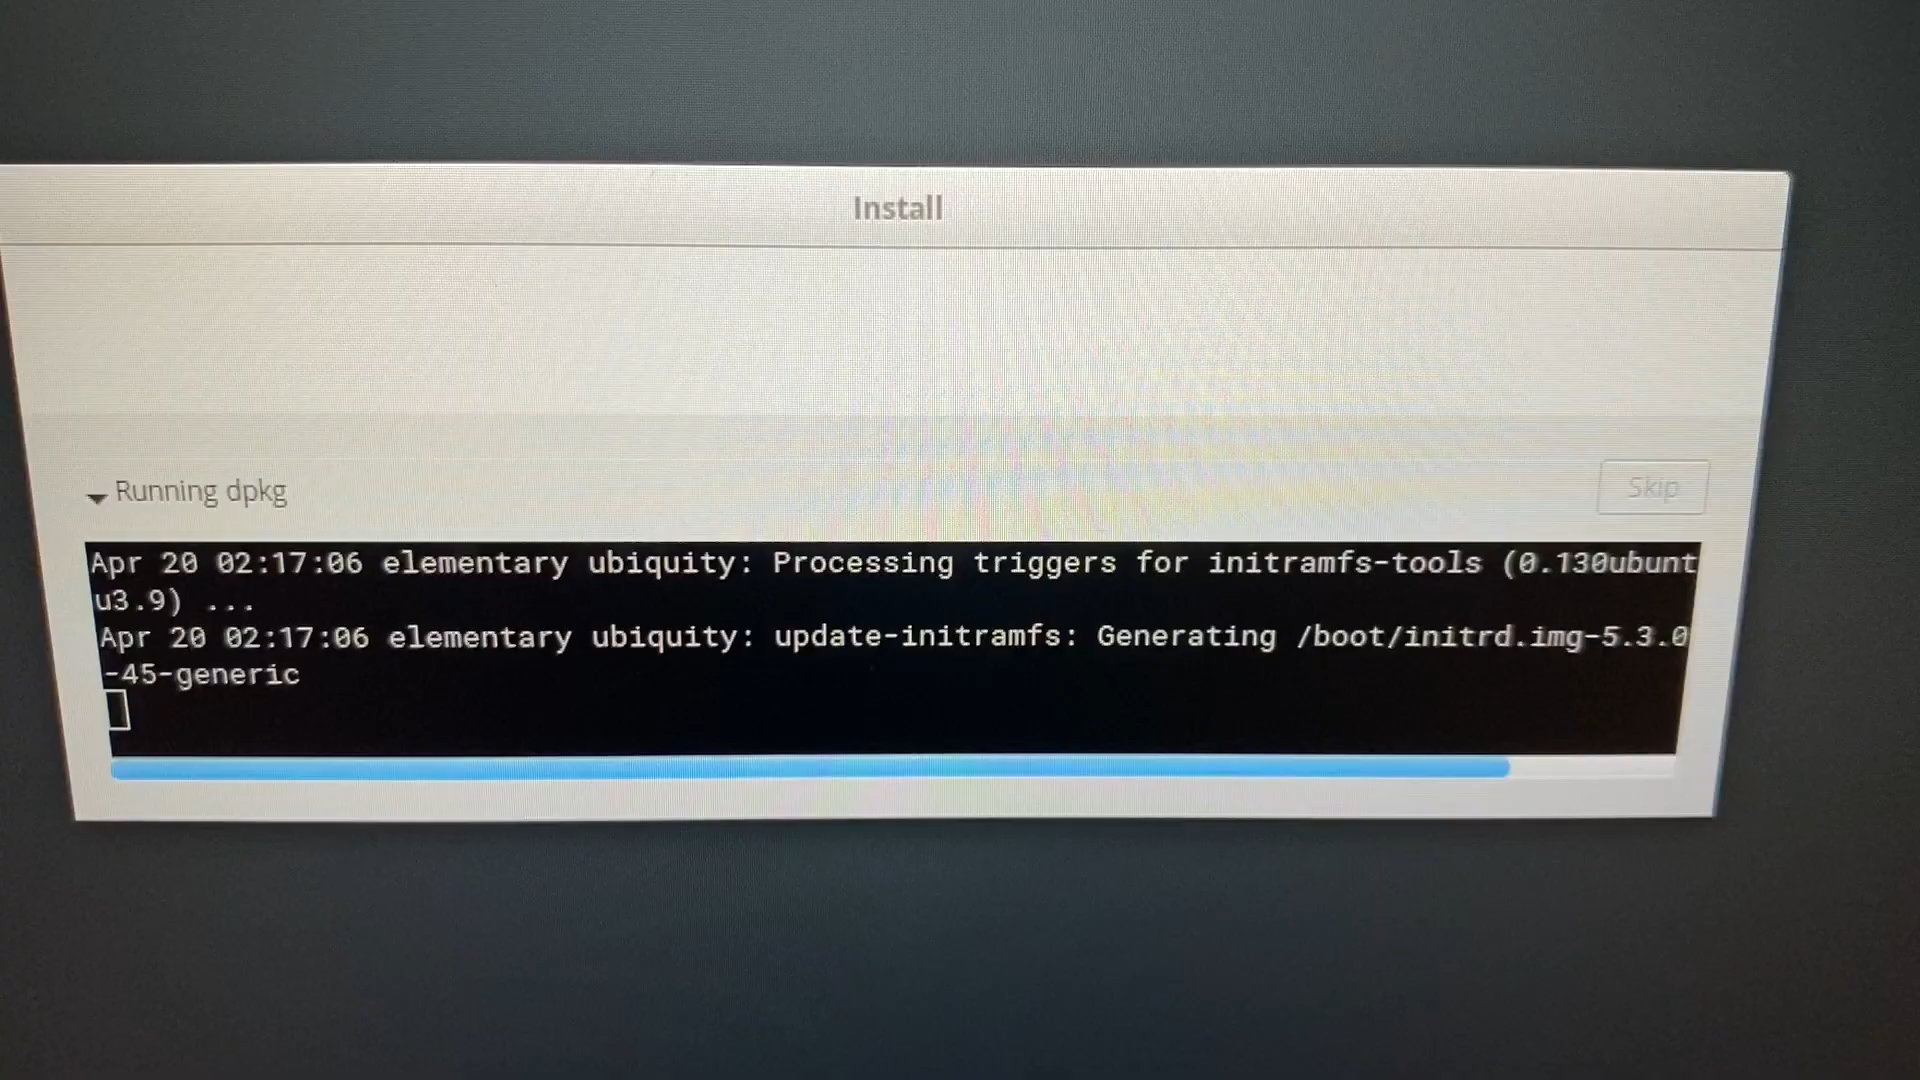 Install
Running dpkg
Skip
Apr 20 02:17:06 elementary ubiquity: Processing triggers for initramfs-tools (0.130ubunt
u3.9) ...
Apr 20 02:17:06 elementary ubiquity: update-initramfs: Generating /boot/initrd.img-5.3.0
-45-generic